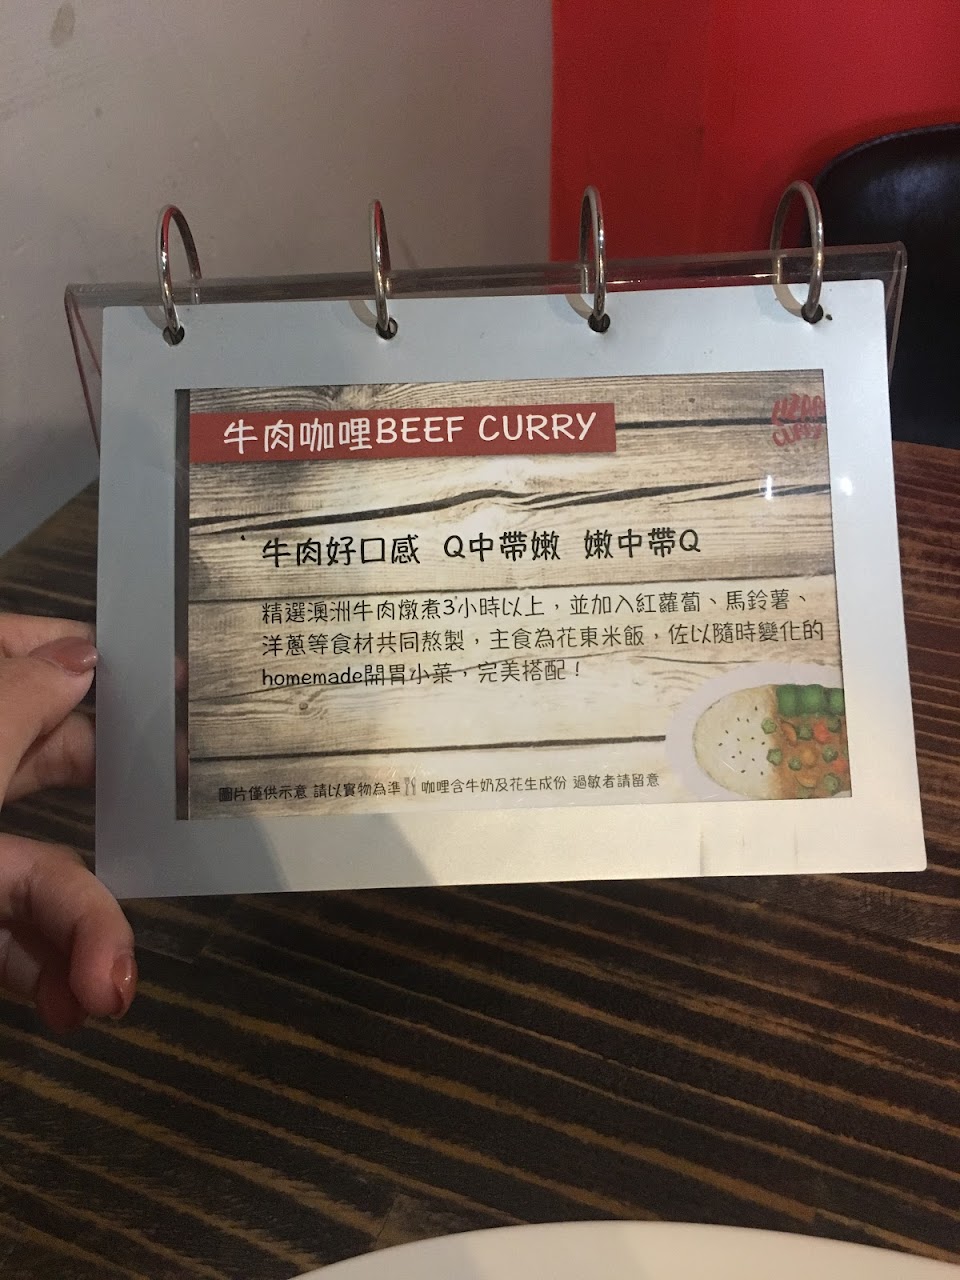 牛肉咖哩BEEF CURRY
CURRY
牛肉好口感 Q中帶嫩 嫩中帶Q
精選澳洲牛肉燉煮3小時以上，並加入紅蘿蔔、馬鈴薯、
洋蔥等食材共同熬製，主食為花東米飯，佐以隨時變化的
homemade開胃小菜，完美搭配！
圖片僅供示意 請以實物為準 咖哩含牛奶及花生成份 過敏者請留意